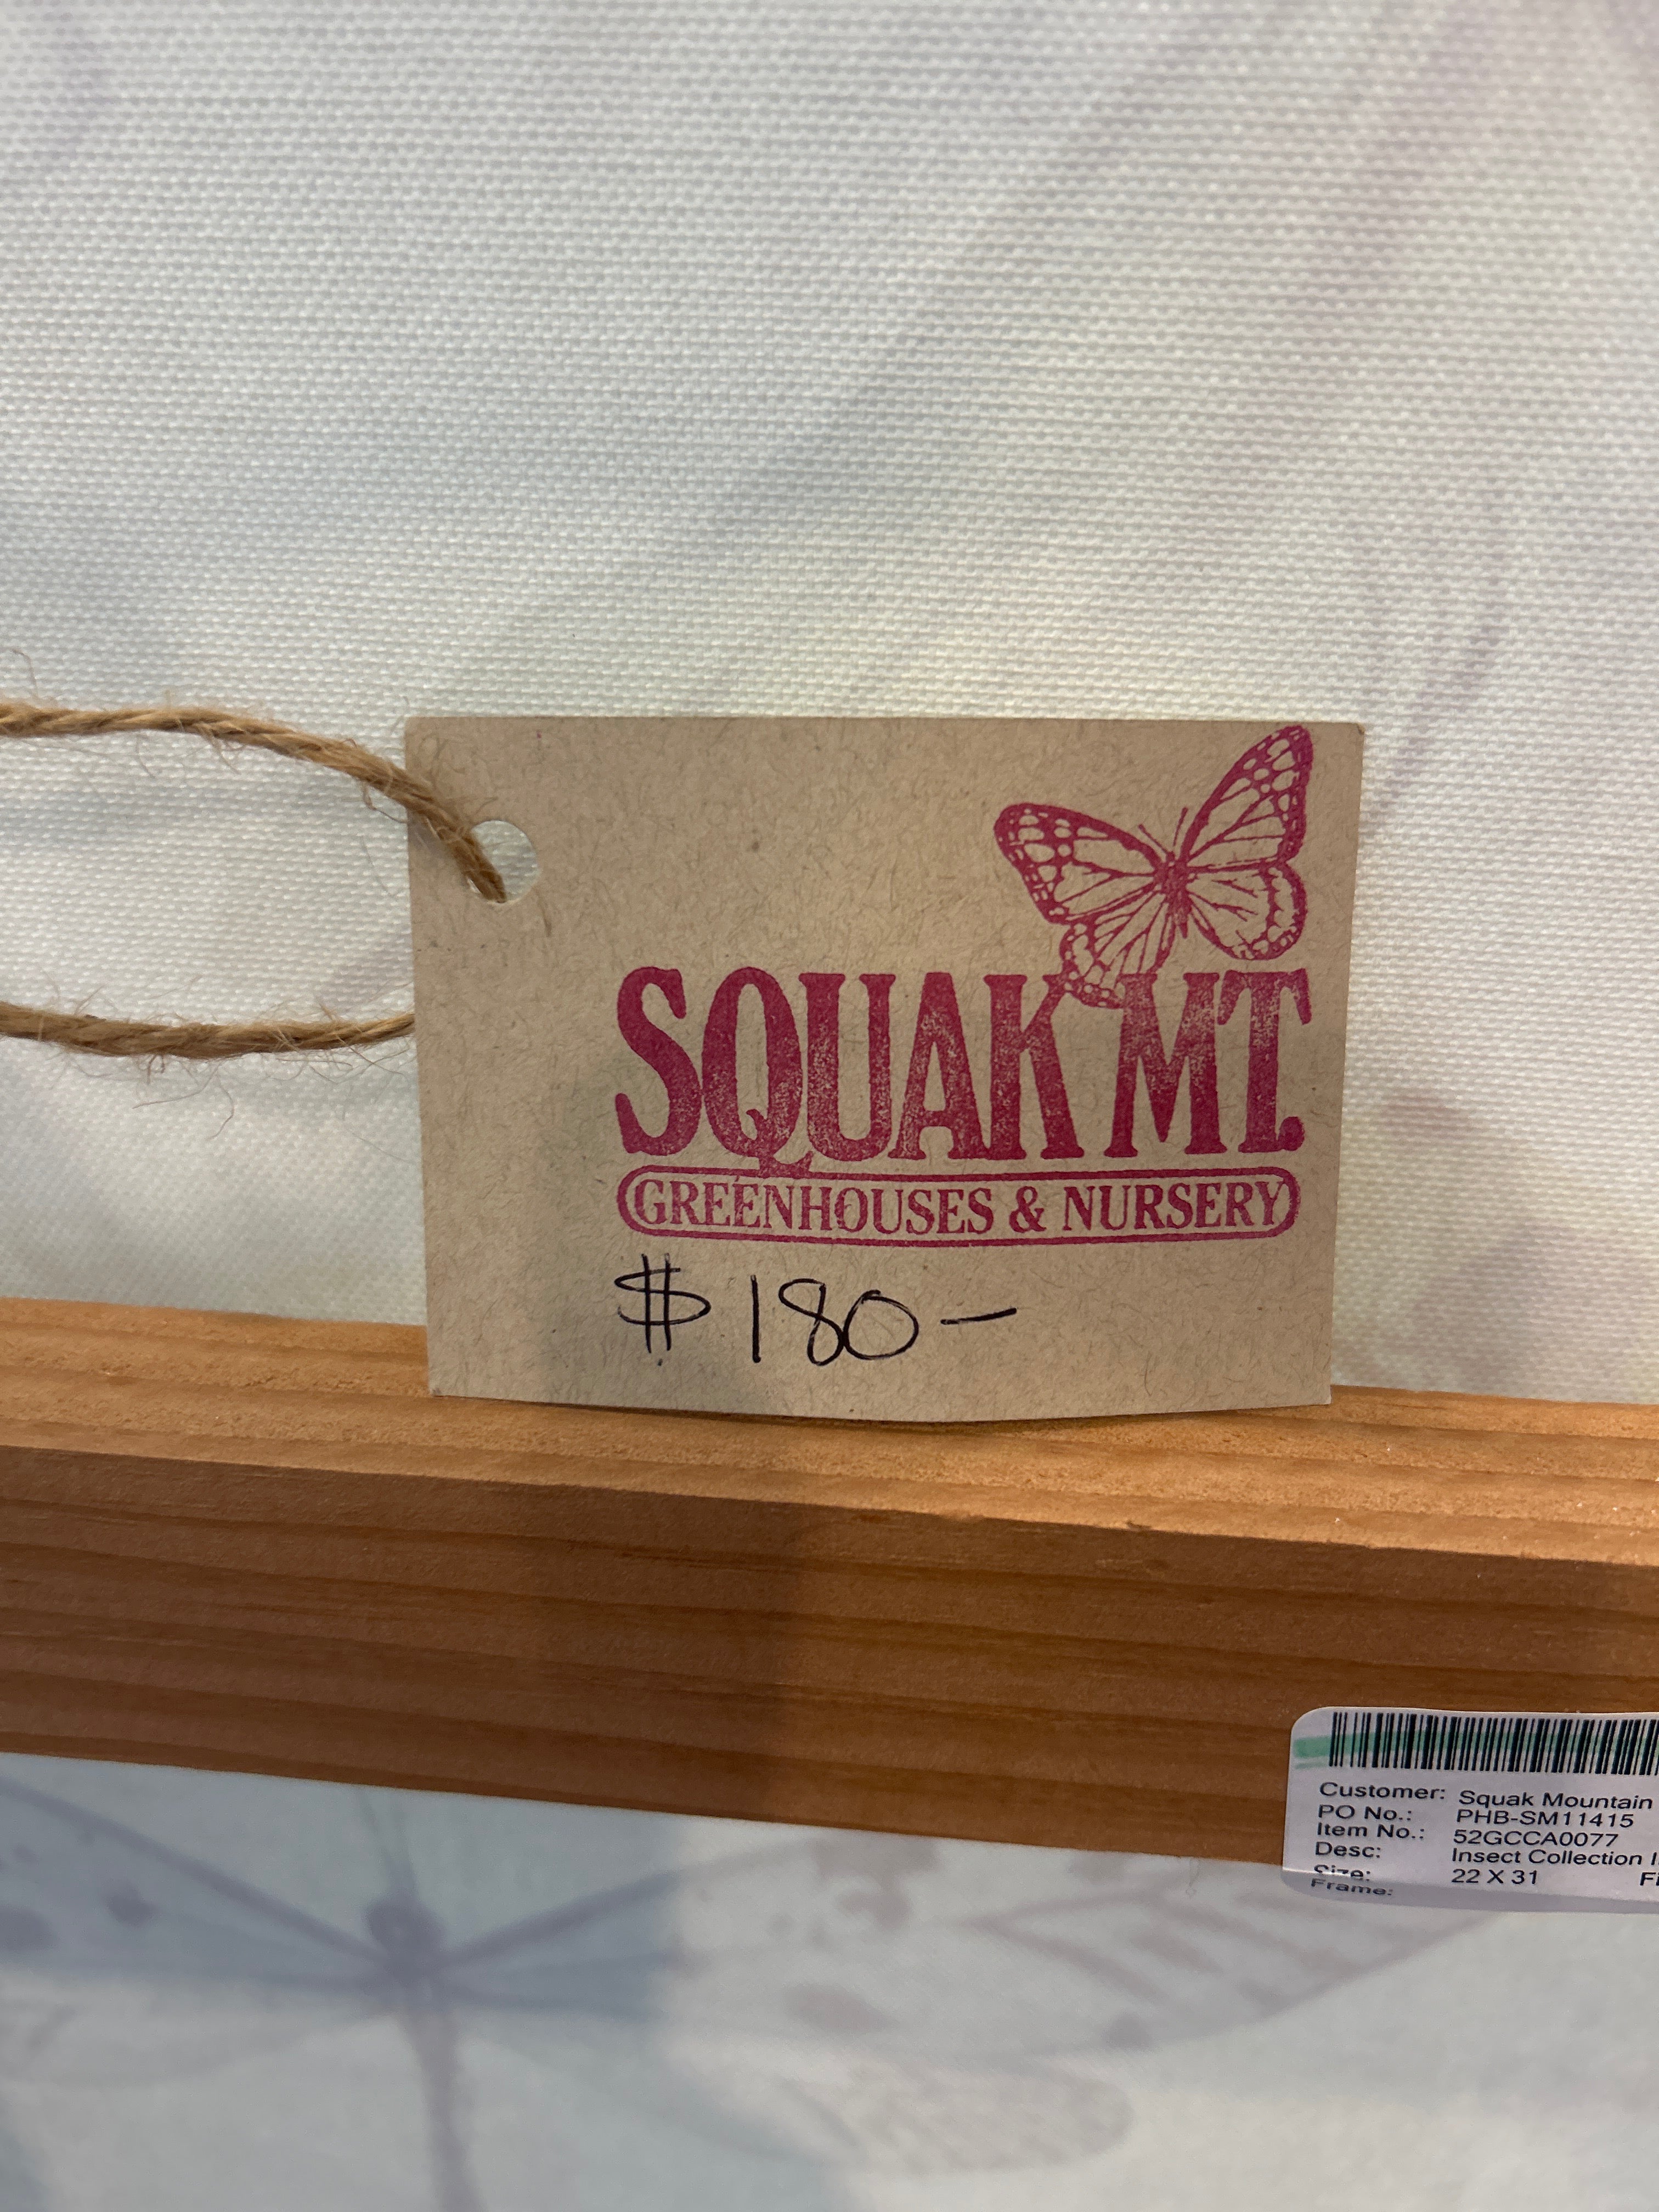 SQUAK MT.
GREENHOUSES & NURSERY
$180-
Customer: Squak Mountain
PO No.: PHB-SM11415
Item No.: 52GCCA0077
Desc: Insect Collection
Size: 22 X 31
Frame: